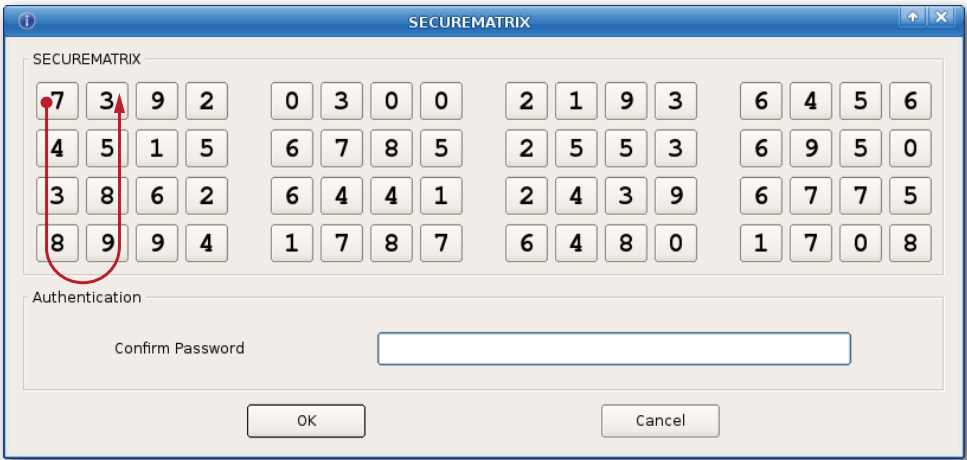 SECUREMATRIX
SECUREMATRIX
7 3 9 2 0 3 0 0 2 1 9 3 6 4 5 6
4 5 1 5 6 7 8 5 2 5 5 3 6 9 5 0
3 8 6 2 6 4 4 1 2 4 3 9 6 7 7 5
8 9 9 4 1 7 8 7 6 4 8 0 1 7 0 8
Authentication
Confirm Password
OK Cancel